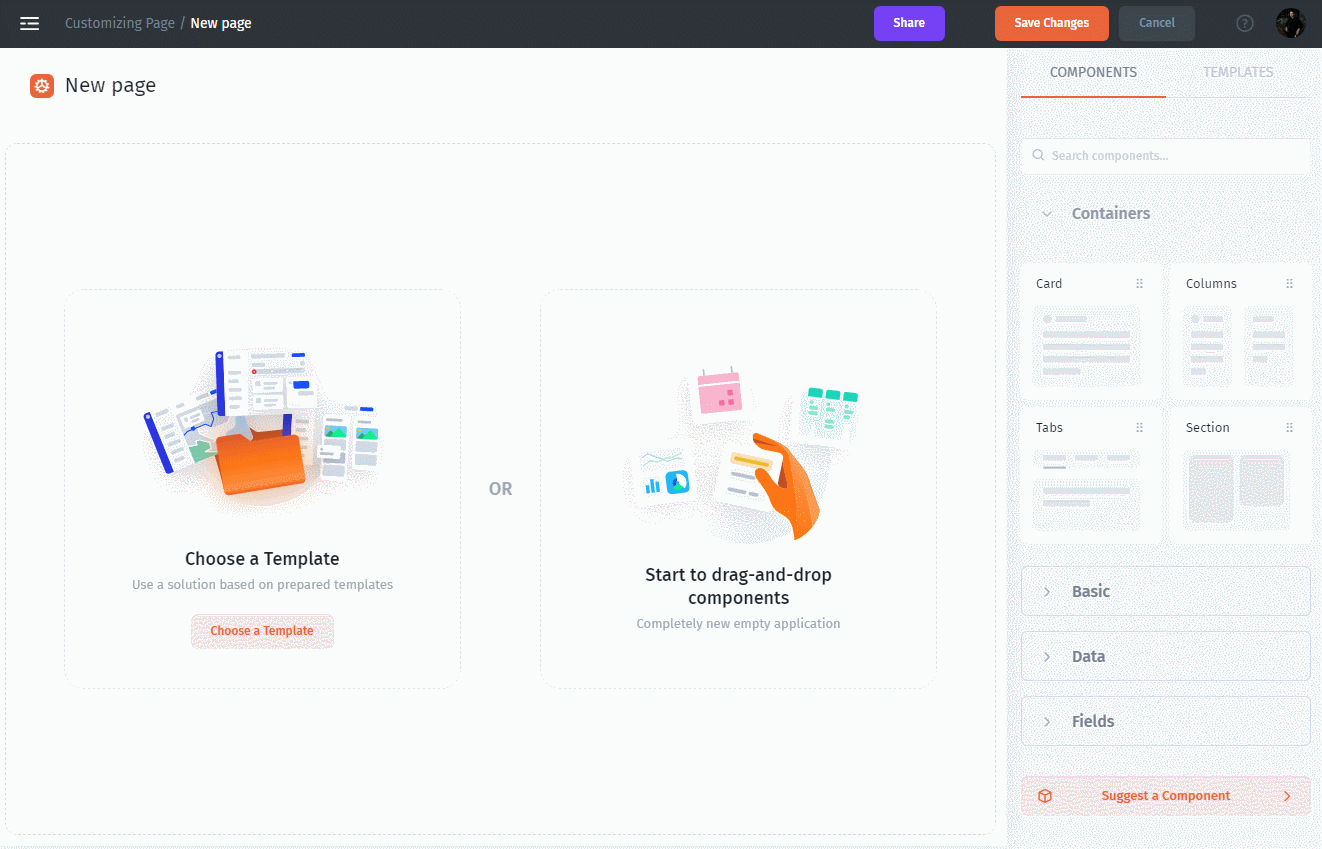 Customizing Page / New page
Share
Save Changes
Cancel
?
New page
COMPONENTS
TEMPLATES
Search components...
Containers
Card
Columns
Tabs
Section
Choose a Template
Use a solution based on prepared templates
Choose a Template
OR
Start to drag-and-drop
components
Completely new empty application
Basic
Data
Fields
Suggest a Component